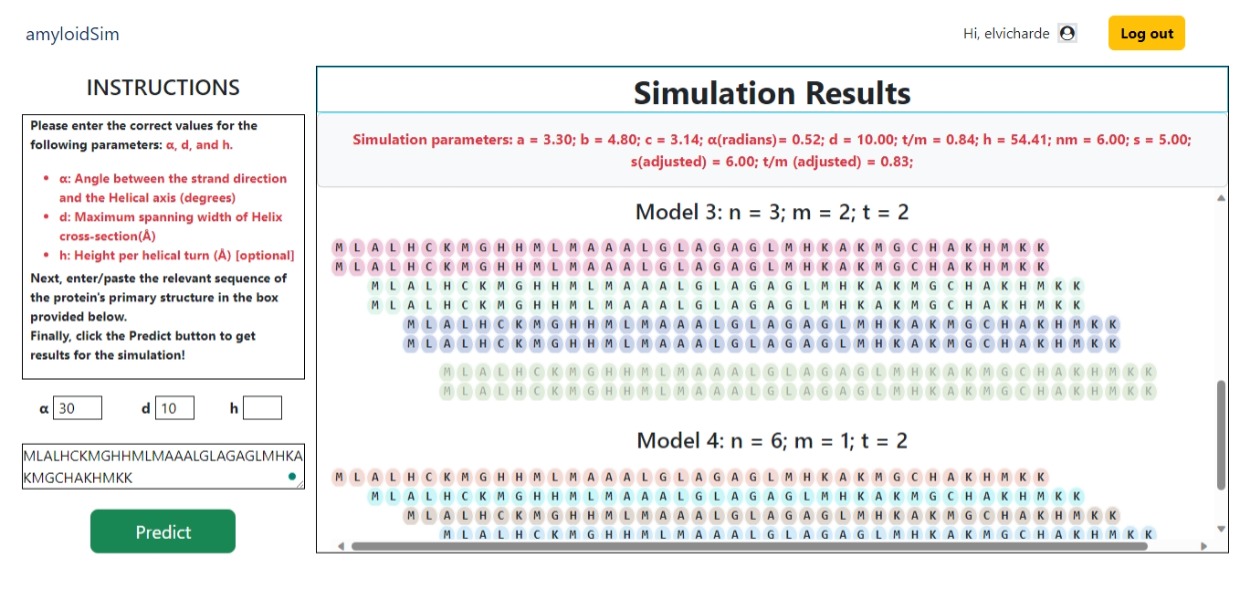 amyloidSim
Hi, elvicharde
Log out
INSTRUCTIONS
Please enter the correct values for the
following parameters: α, d, and h.
• α: Angle between the strand direction
and the Helical axis (degrees)
• d: Maximum spanning width of Helix
cross-section(Å)
• h: Height per helical turn (Å) [optional]
Next, enter/paste the relevant sequence of
the protein's primary structure in the box
provided below.
Finally, click the Predict button to get
results for the simulation!
α 30 d 10 h
MLALHCKMGHHMLMAAALGLAGAGLMHKA
KMGCHAKHMKK
Predict
Simulation Results
Simulation parameters: a = 3.30; b = 4.80; c = 3.14; α(radians)= 0.52; d = 10.00; t/m = 0.84; h = 54.41; nm = 6.00; s = 5.00;
s(adjusted) = 6.00; t/m (adjusted) = 0.83;
Model 3: n = 3; m = 2; t = 2
M L A L H C K M G H H M L M A A A L G L A G A G L M H K A K M G C H A K H M K K
M L A L H C K M G H H M L M A A A L G L A G A G L M H K A K M G C H A K H M K K
M L A L H C K M G H H M L M A A A L G L A G A G L M H K A K M G C H A K H M K K
M L A L H C K M G H H M L M A A A L G L A G A G L M H K A K M G C H A K H M K K
M L A L H C K M G H H M L M A A A L G L A G A G L M H K A K M G C H A K H M K K
M L A L H C K M G H H M L M A A A L G L A G A G L M H K A K M G C H A K H M K K
M L A L H C K M G H H M L M A A A L G L A G A G L M H K A K M G C H A K H M K K
M L A L H C K M G H H M L M A A A L G L A G A G L M H K A K M G C H A K H M K K
Model 4: n = 6; m = 1; t = 2
M L A L H C K M G H H M L M A A A L G L A G A G L M H K A K M G C H A K H M K K
M L A L H C K M G H H M L M A A A L G L A G A G L M H K A K M G C H A K H M K K
M L A L H C K M G H H M L M A A A L G L A G A G L M H K A K M G C H A K H M K K
M L A L H C K M G H H M L M A A A L G L A G A G L M H K A K M G C H A K H M K K